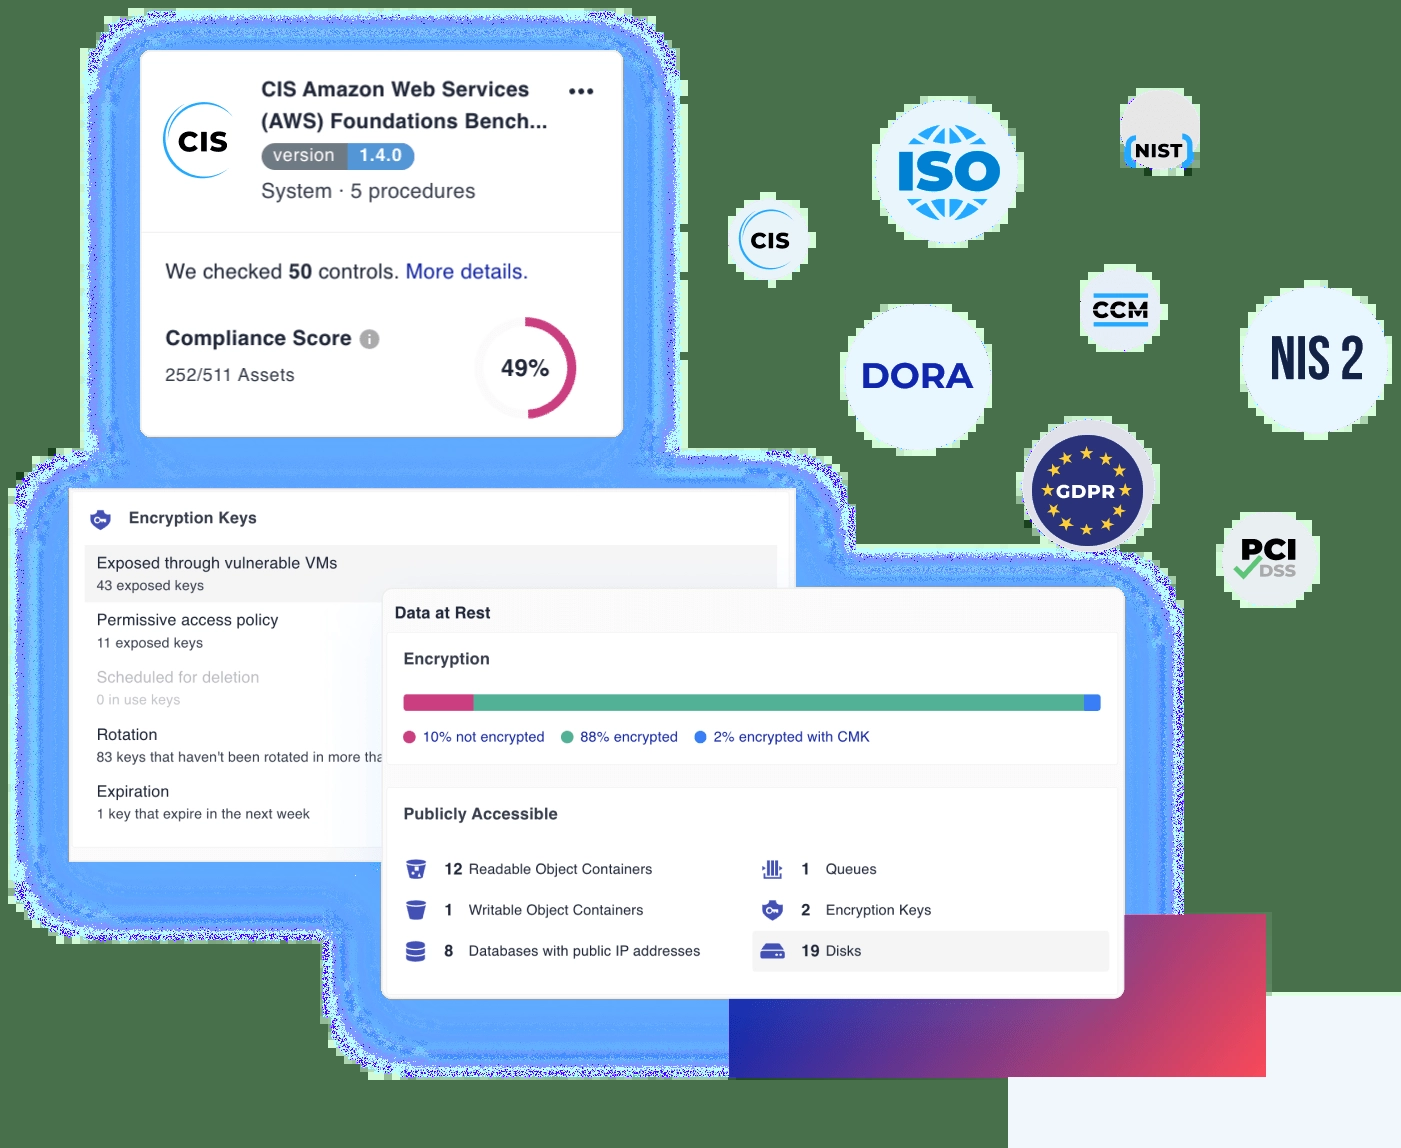 CIS
CIS Amazon Web Services
(AWS) Foundations Bench...
version 1.4.0
System · 5 procedures
We checked 50 controls. More details.
Compliance Score
252/511 Assets
49%
ISO
NIST
CIS
CCM
DORA
NIS 2
GDPR
PCI
DSS
Encryption Keys
Exposed through vulnerable VMs
43 exposed keys
Permissive access policy
11 exposed keys
Scheduled for deletion
0 in use keys
Rotation
83 keys that haven't been rotated in more tha
Expiration
1 key that expire in the next week
Data at Rest
Encryption
10% not encrypted 88% encrypted 2% encrypted with CMK
Publicly Accessible
12 Readable Object Containers
1 Queues
1 Writable Object Containers
2 Encryption Keys
8 Databases with public IP addresses
19 Disks